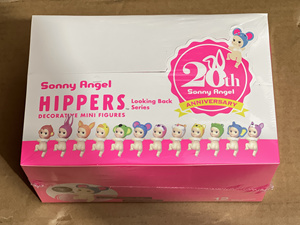 Sonny Angel
HIPPERS
Looking Back
Series
DECORATIVE MINI FIGURES
20th
Sonny Angel
ANNIVERSARY